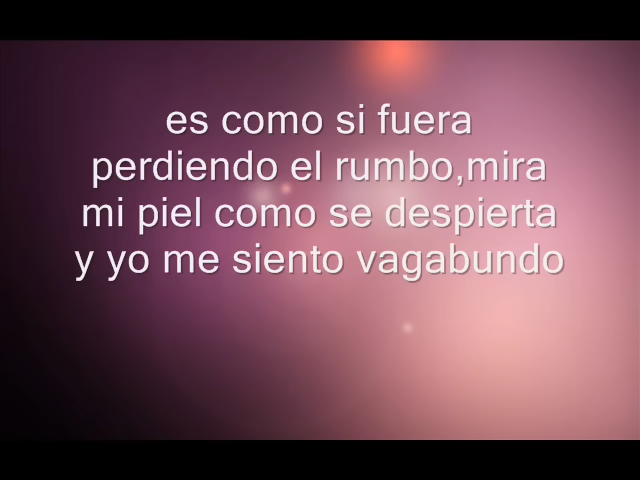 es como si fuera
perdiendo el rumbo,mira
mi piel como se despierta
y yo me siento vagabundo